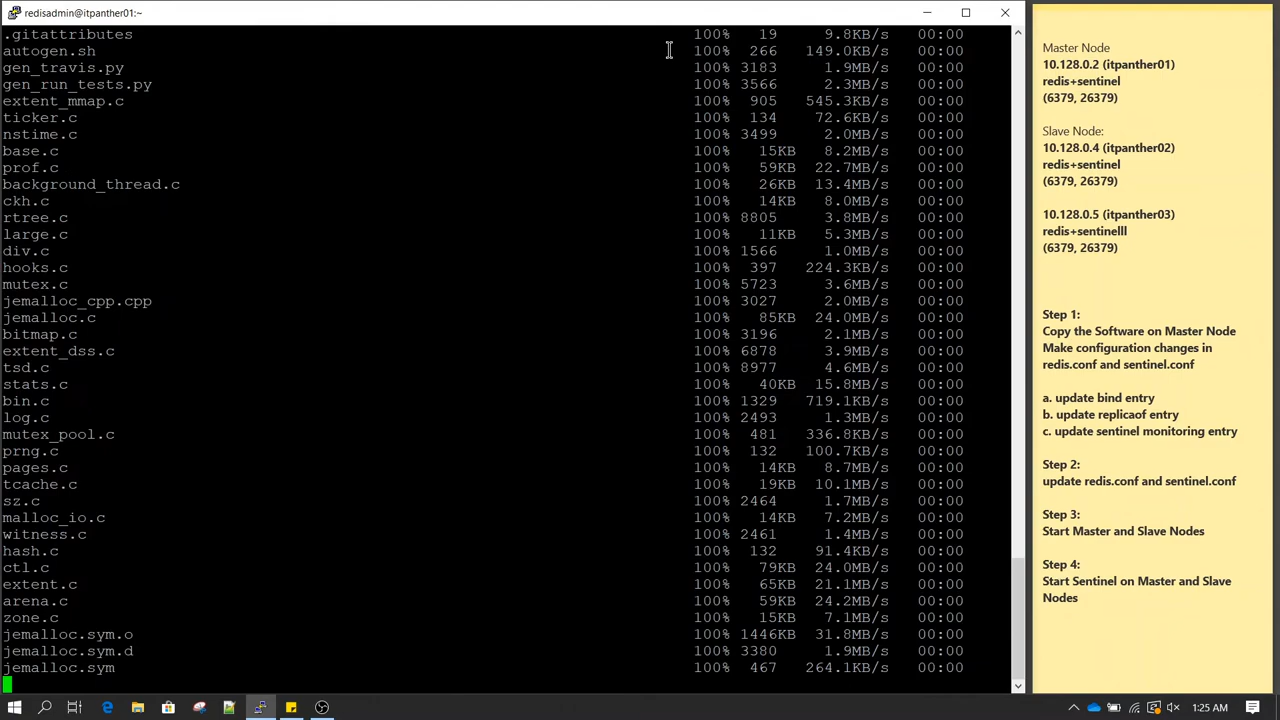 redisadmin@itpanther01:~
.gitattributes 100% 19 9.8KB/s 00:00
autogen.sh 100% 266 149.0KB/s 00:00
gen_travis.py 100% 3183 1.9MB/s 00:00
gen_run_tests.py 100% 3566 2.3MB/s 00:00
extent_mmap.c 100% 905 545.3KB/s 00:00
ticker.c 100% 134 72.6KB/s 00:00
nstime.c 100% 3499 2.0MB/s 00:00
base.c 100% 15KB 8.2MB/s 00:00
prof.c 100% 59KB 22.7MB/s 00:00
background_thread.c 100% 26KB 13.4MB/s 00:00
ckh.c 100% 14KB 8.0MB/s 00:00
rtree.c 100% 8805 3.8MB/s 00:00
large.c 100% 11KB 5.3MB/s 00:00
div.c 100% 1566 1.0MB/s 00:00
hooks.c 100% 397 224.3KB/s 00:00
mutex.c 100% 5723 3.6MB/s 00:00
jemalloc_cpp.cpp 100% 3027 2.0MB/s 00:00
jemalloc.c 100% 85KB 24.0MB/s 00:00
bitmap.c 100% 3196 2.1MB/s 00:00
extent_dss.c 100% 6878 3.9MB/s 00:00
tsd.c 100% 8977 4.6MB/s 00:00
stats.c 100% 40KB 15.8MB/s 00:00
bin.c 100% 1329 719.1KB/s 00:00
log.c 100% 2493 1.3MB/s 00:00
mutex_pool.c 100% 481 336.8KB/s 00:00
prng.c 100% 132 100.7KB/s 00:00
pages.c 100% 14KB 8.7MB/s 00:00
tcache.c 100% 19KB 10.1MB/s 00:00
sz.c 100% 2464 1.7MB/s 00:00
malloc_io.c 100% 14KB 7.2MB/s 00:00
witness.c 100% 2461 1.4MB/s 00:00
hash.c 100% 132 91.4KB/s 00:00
ctl.c 100% 79KB 24.0MB/s 00:00
extent.c 100% 65KB 21.1MB/s 00:00
arena.c 100% 59KB 24.2MB/s 00:00
zone.c 100% 15KB 7.1MB/s 00:00
jemalloc.sym.o 100% 1446KB 31.8MB/s 00:00
jemalloc.sym.d 100% 3380 1.9MB/s 00:00
jemalloc.sym 100% 467 264.1KB/s 00:00
Master Node
10.128.0.2 (itpanther01)
redis+sentinel
(6379, 26379)
Slave Node:
10.128.0.4 (itpanther02)
redis+sentinel
(6379, 26379)
10.128.0.5 (itpanther03)
redis+sentinelll
(6379, 26379)
Step 1:
Copy the Software on Master Node
Make configuration changes in
redis.conf and sentinel.conf
a. update bind entry
b. update replicaof entry
c. update sentinel monitoring entry
Step 2:
update redis.conf and sentinel.conf
Step 3:
Start Master and Slave Nodes
Step 4:
Start Sentinel on Master and Slave
Nodes
1:25 AM